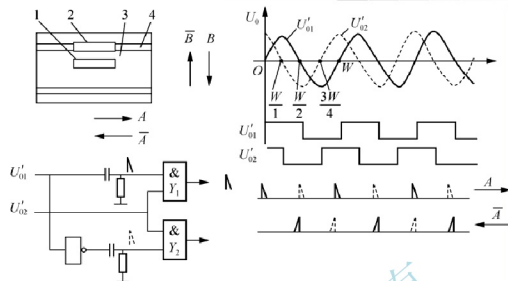 1 2 3 4
B̅ B
A
A̅
U₀ U′₀₁ U′₀₂
O W
W/1 W/2 3W/4
U′₀₁
U′₀₂
A
A̅
U′₀₁
& Y₁
U′₀₂
& Y₂